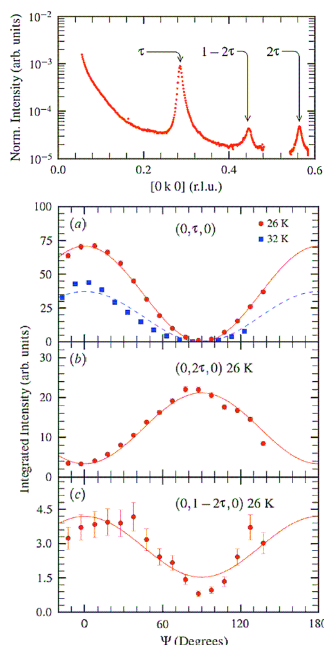 10−2
10−3
10−4
10−5
Norm. Intensity (arb. units)
τ
1−2τ
2τ
0.0 0.2 0.4 0.6
[0 k 0] (r.l.u.)
100
75
50
25
0
(a)
(0,τ,0)
26 K
32 K
30
20
10
0
Integrated Intensity (arb. units)
(b)
(0,2τ,0) 26 K
4.5
3.0
1.5
0.0
(c)
(0,1−2τ,0) 26 K
0 60 120 180
Ψ (Degrees)